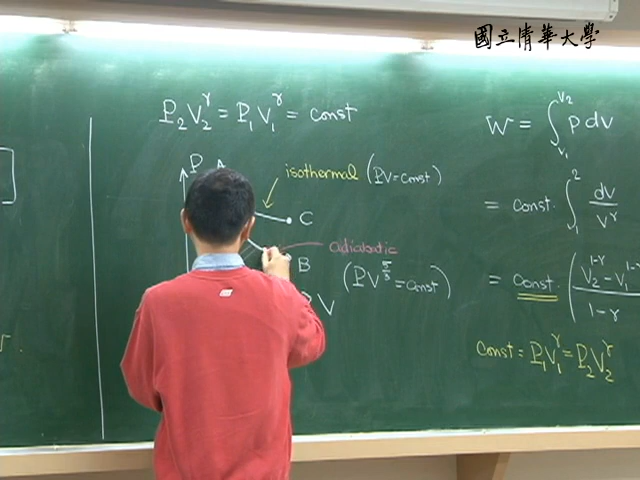 國立清華大學
P₂V₂^γ = P₁V₁^γ = const
P
isothermal (PV=const)
C
adiabatic
B
(PV^{5/3} = const)
V
W = ∫_{V₁}^{V₂} P dV
= const. ∫_1^2 dV/V^γ
= const. (V₂^{1-γ} - V₁^{1-γ} / 1-γ
const = P₁V₁^γ = P₂V₂^γ